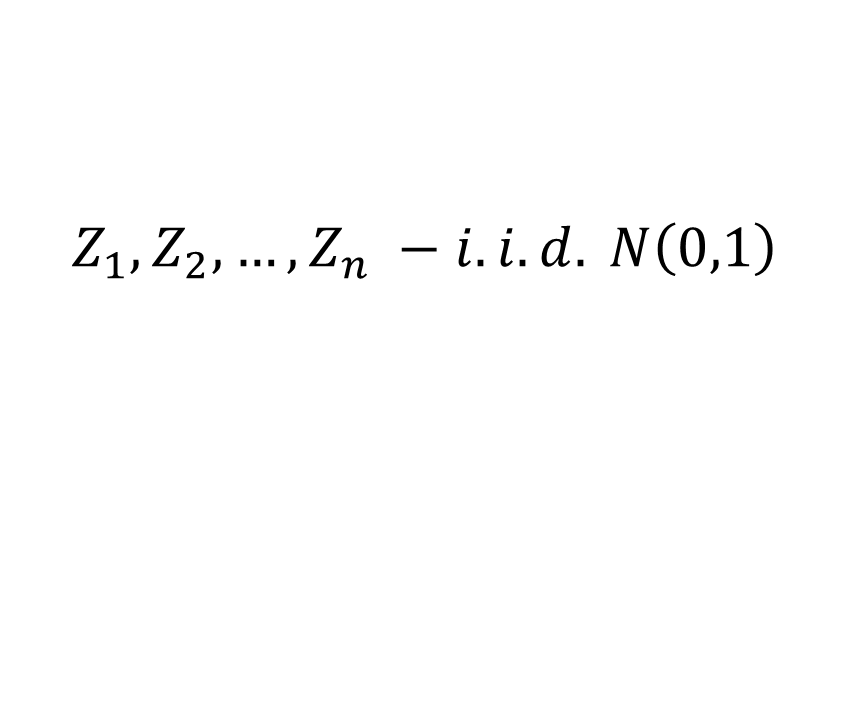 Z₁, Z₂, …, Zₙ − i.i.d. N(0,1)